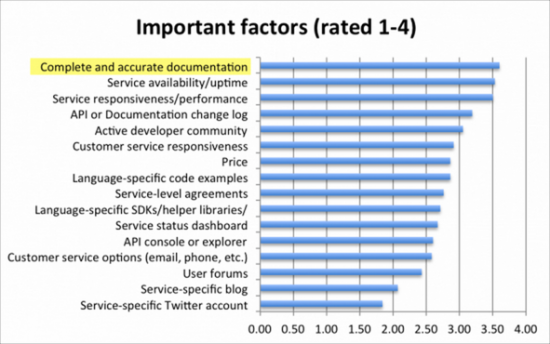 Important factors (rated 1-4)
Complete and accurate documentation
Service availability/uptime
Service responsiveness/performance
API or Documentation change log
Active developer community
Customer service responsiveness
Price
Language-specific code examples
Service-level agreements
Language-specific SDKs/helper libraries/
Service status dashboard
API console or explorer
Customer service options (email, phone, etc.)
User forums
Service-specific blog
Service-specific Twitter account
0.00 0.50 1.00 1.50 2.00 2.50 3.00 3.50 4.00